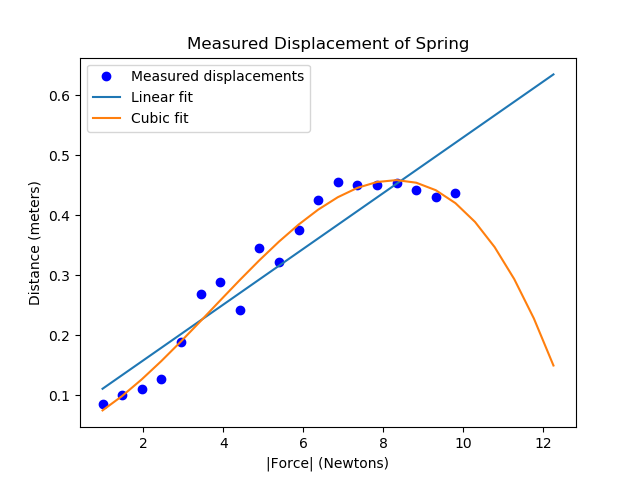 Measured Displacement of Spring
Measured displacements
Linear fit
Cubic fit
0.6
0.5
0.4
0.3
0.2
0.1
Distance (meters)
2 4 6 8 10 12
|Force| (Newtons)